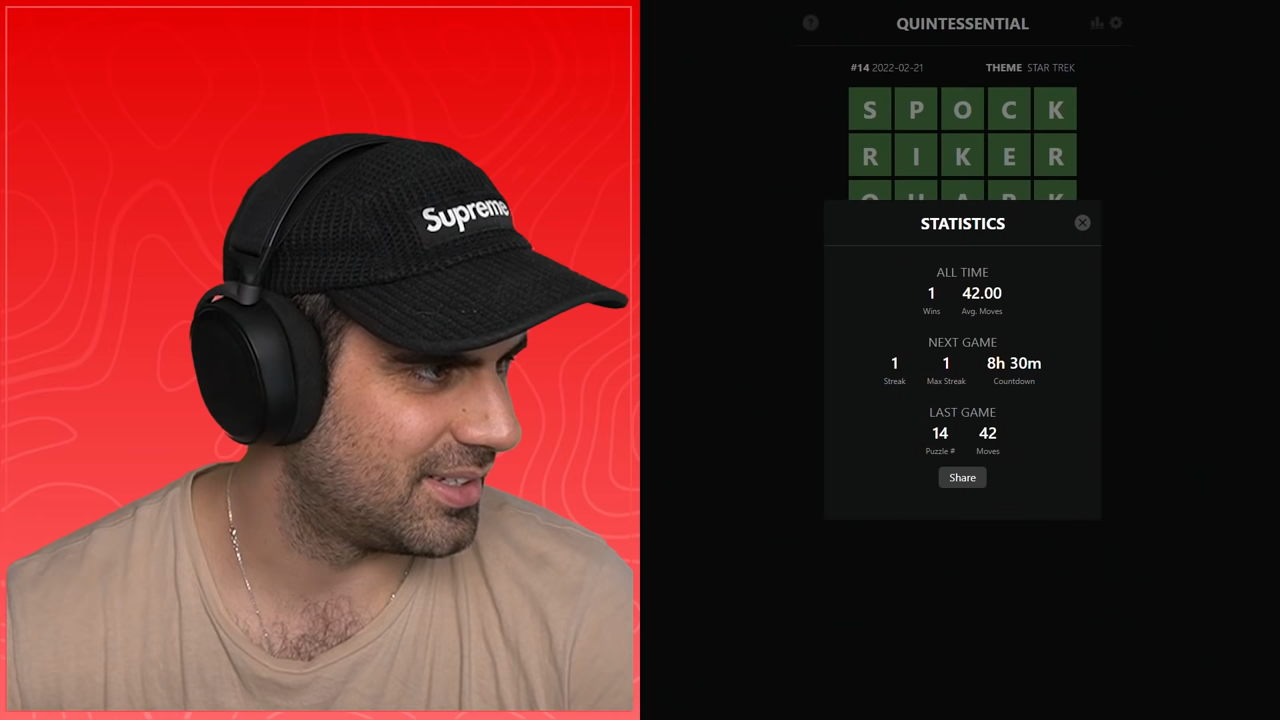 Supreme
QUINTESSENTIAL
#14 2022-02-21 THEME STAR TREK
S P O C K
R I K E R
Q U A R K
STATISTICS
ALL TIME
1 42.00
Wins Avg. Moves
NEXT GAME
1 1 8h 30m
Streak Max Streak Countdown
LAST GAME
14 42
Puzzle # Moves
Share